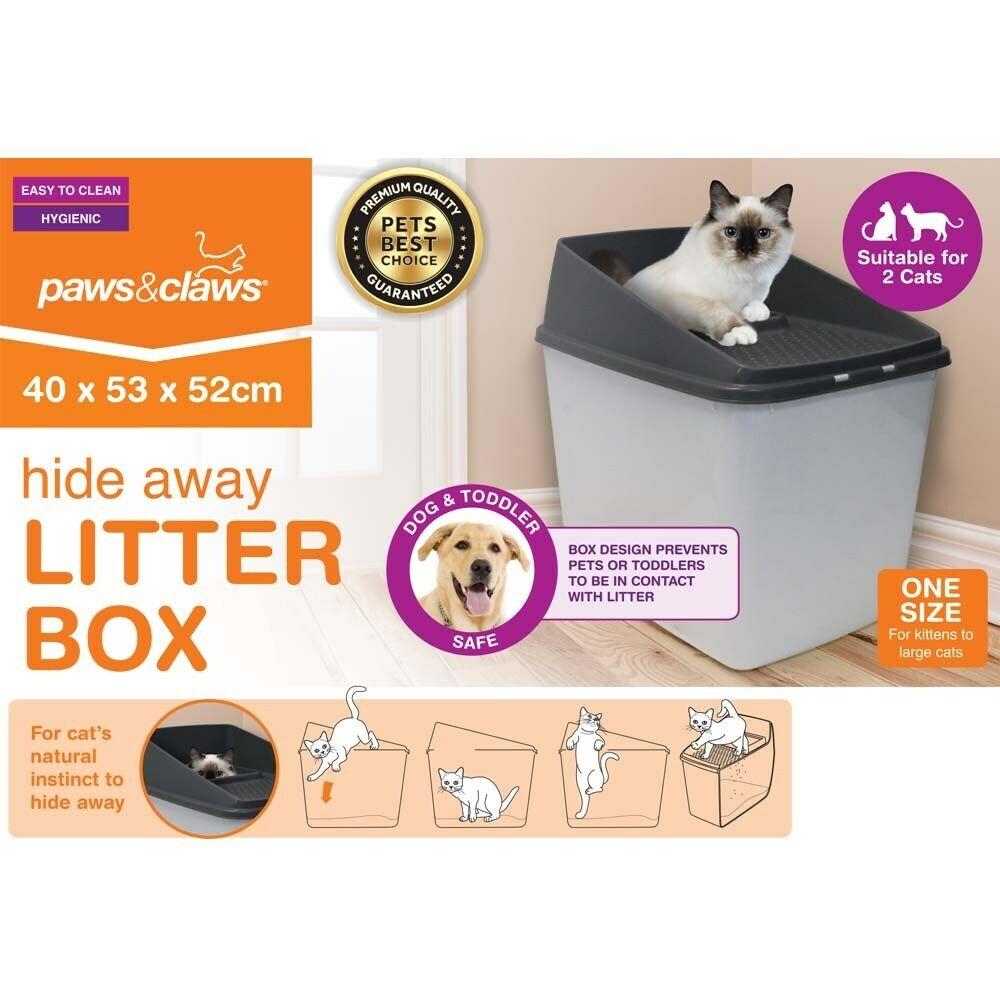 EASY TO CLEAN
HYGIENIC
paws&claws®
40 x 53 x 52cm
hide away
LITTER
BOX
PREMIUM QUALITY
PETS
BEST
CHOICE
GUARANTEED
Suitable for
2 Cats
DOG & TODDLER
SAFE
BOX DESIGN PREVENTS
PETS OR TODDLERS
TO BE IN CONTACT
WITH LITTER
ONE
SIZE
For kittens to
large cats
For cat's
natural
instinct to
hide away